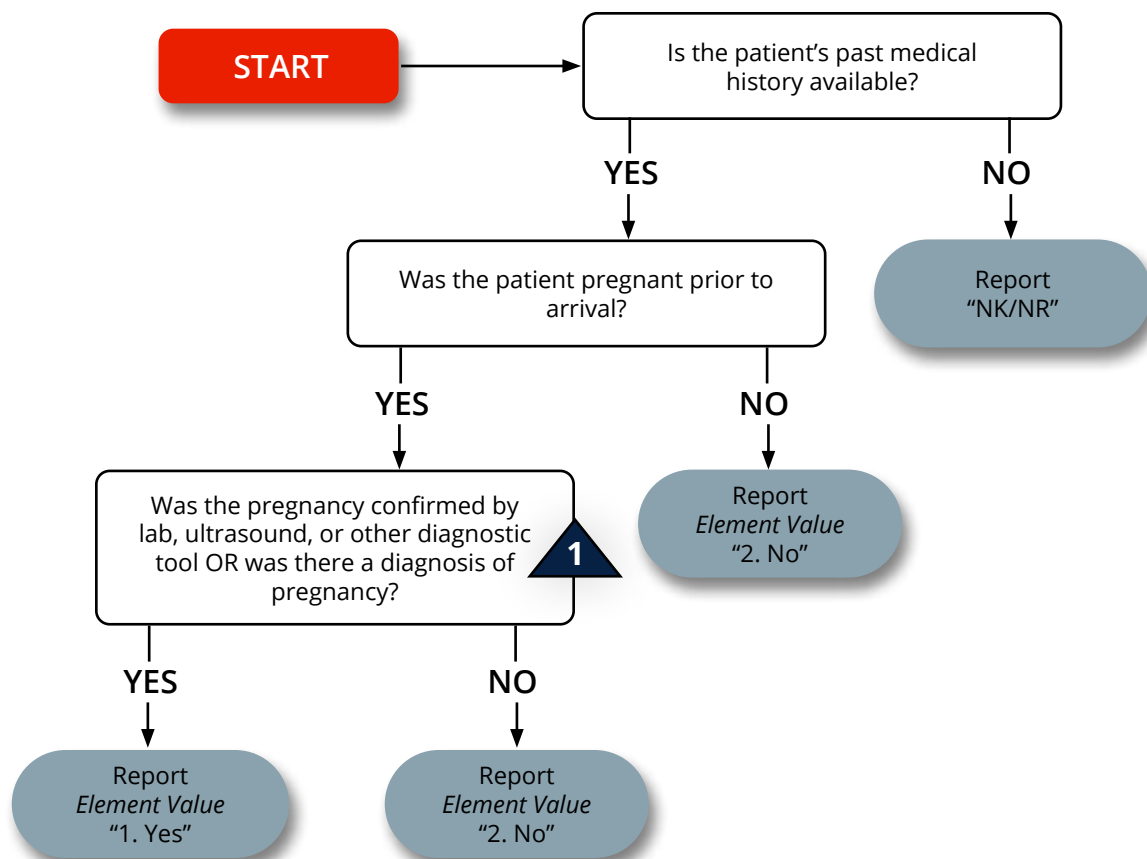 START
Is the patient’s past medical
history available?
YES
NO
Was the patient pregnant prior to
arrival?
Report
“NK/NR”
YES
NO
Was the pregnancy confirmed by
lab, ultrasound, or other diagnostic
tool OR was there a diagnosis of
pregnancy?
1
Report
Element Value
“2. No”
YES
NO
Report
Element Value
“1. Yes”
Report
Element Value
“2. No”